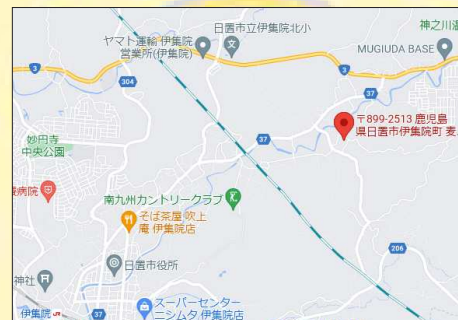 日置市立伊集院北小
神之川温
ヤマト運輸 伊集院
営業所(伊集院)
MUGIUDA BASE
3
3
304
37
37
〒899-2513 鹿児島
県日置市伊集院町 麦
妙円寺
中央公園
37
病院
南九州カントリークラブ
そば茶屋 吹上
庵 伊集院店
206
日置市役所
神社
37
スーパーセンター
ニシムタ 伊集院店
伊集院